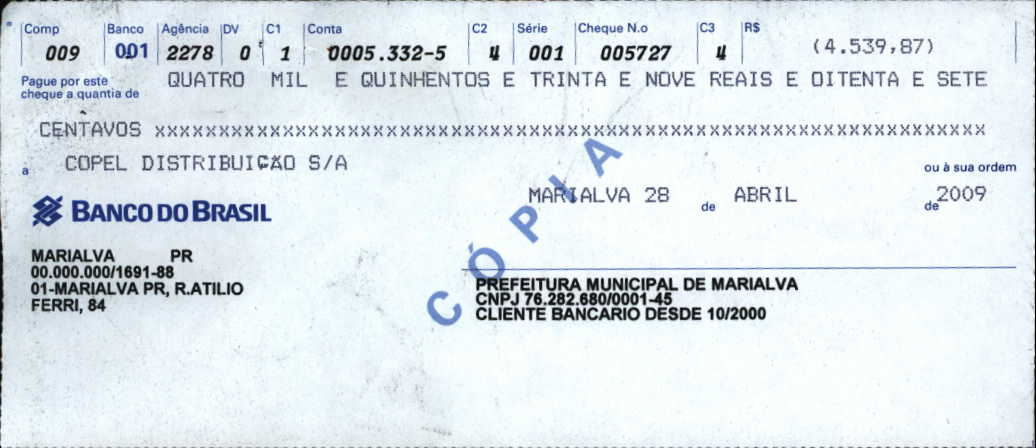 Comp Banco Agência DV C1 Conta C2 Série Cheque N.o C3 R$
009 001 2278 0 1 0005.332-5 4 001 005727 4 (4.539,87)
Pague por este cheque a quantia de QUATRO MIL E QUINHENTOS E TRINTA E NOVE REAIS E OITENTA E SETE
CENTAVOS xxxxxxxxxxxxxxxxxxxxxxxxxxxxxxxxxxxxxxxxxxxxxxxxxxxxxxxxxxxxxxxxx
a COPEL DISTRIBUIÇÃO S/A ou à sua ordem
MARIALVA 28 de ABRIL de 2009
BANCO DO BRASIL
CÓPIA
MARIALVA PR
00.000.000/1691-88
01-MARIALVA PR, R.ATILIO
FERRI, 84
PREFEITURA MUNICIPAL DE MARIALVA
CNPJ 76.282.680/0001-45
CLIENTE BANCARIO DESDE 10/2000